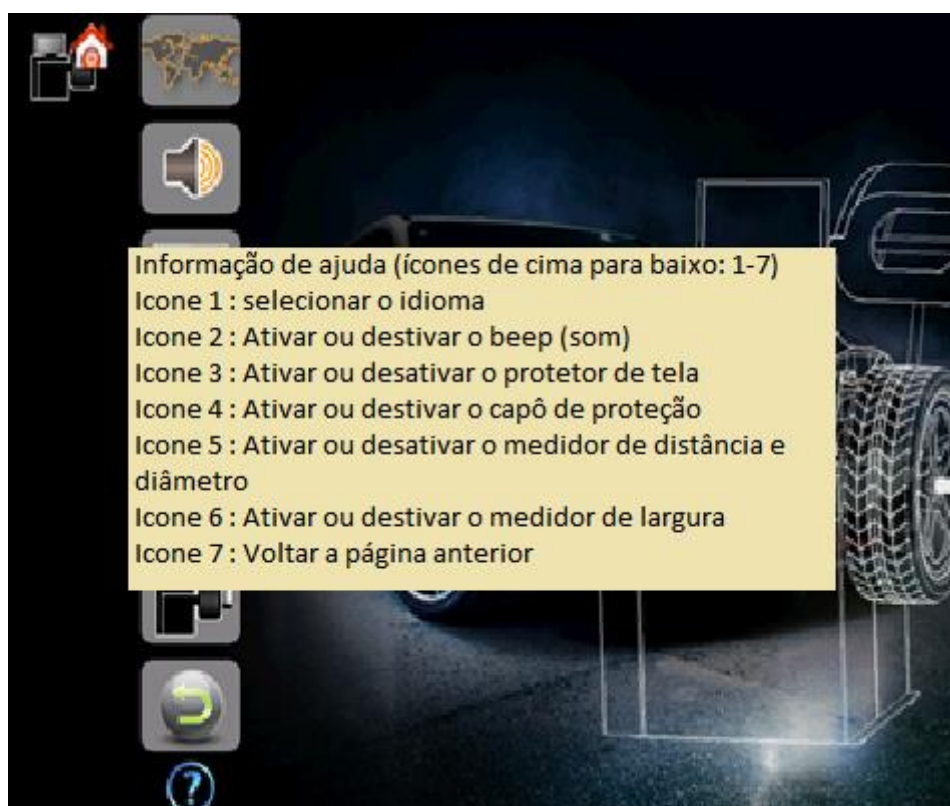 Informação de ajuda (ícones de cima para baixo: 1-7)
Icone 1 : selecionar o idioma
Icone 2 : Ativar ou destivar o beep (som)
Icone 3 : Ativar ou desativar o protetor de tela
Icone 4 : Ativar ou destivar o capô de proteção
Icone 5 : Ativar ou desativar o medidor de distância e
diâmetro
Icone 6 : Ativar ou destivar o medidor de largura
Icone 7 : Voltar a página anterior
?